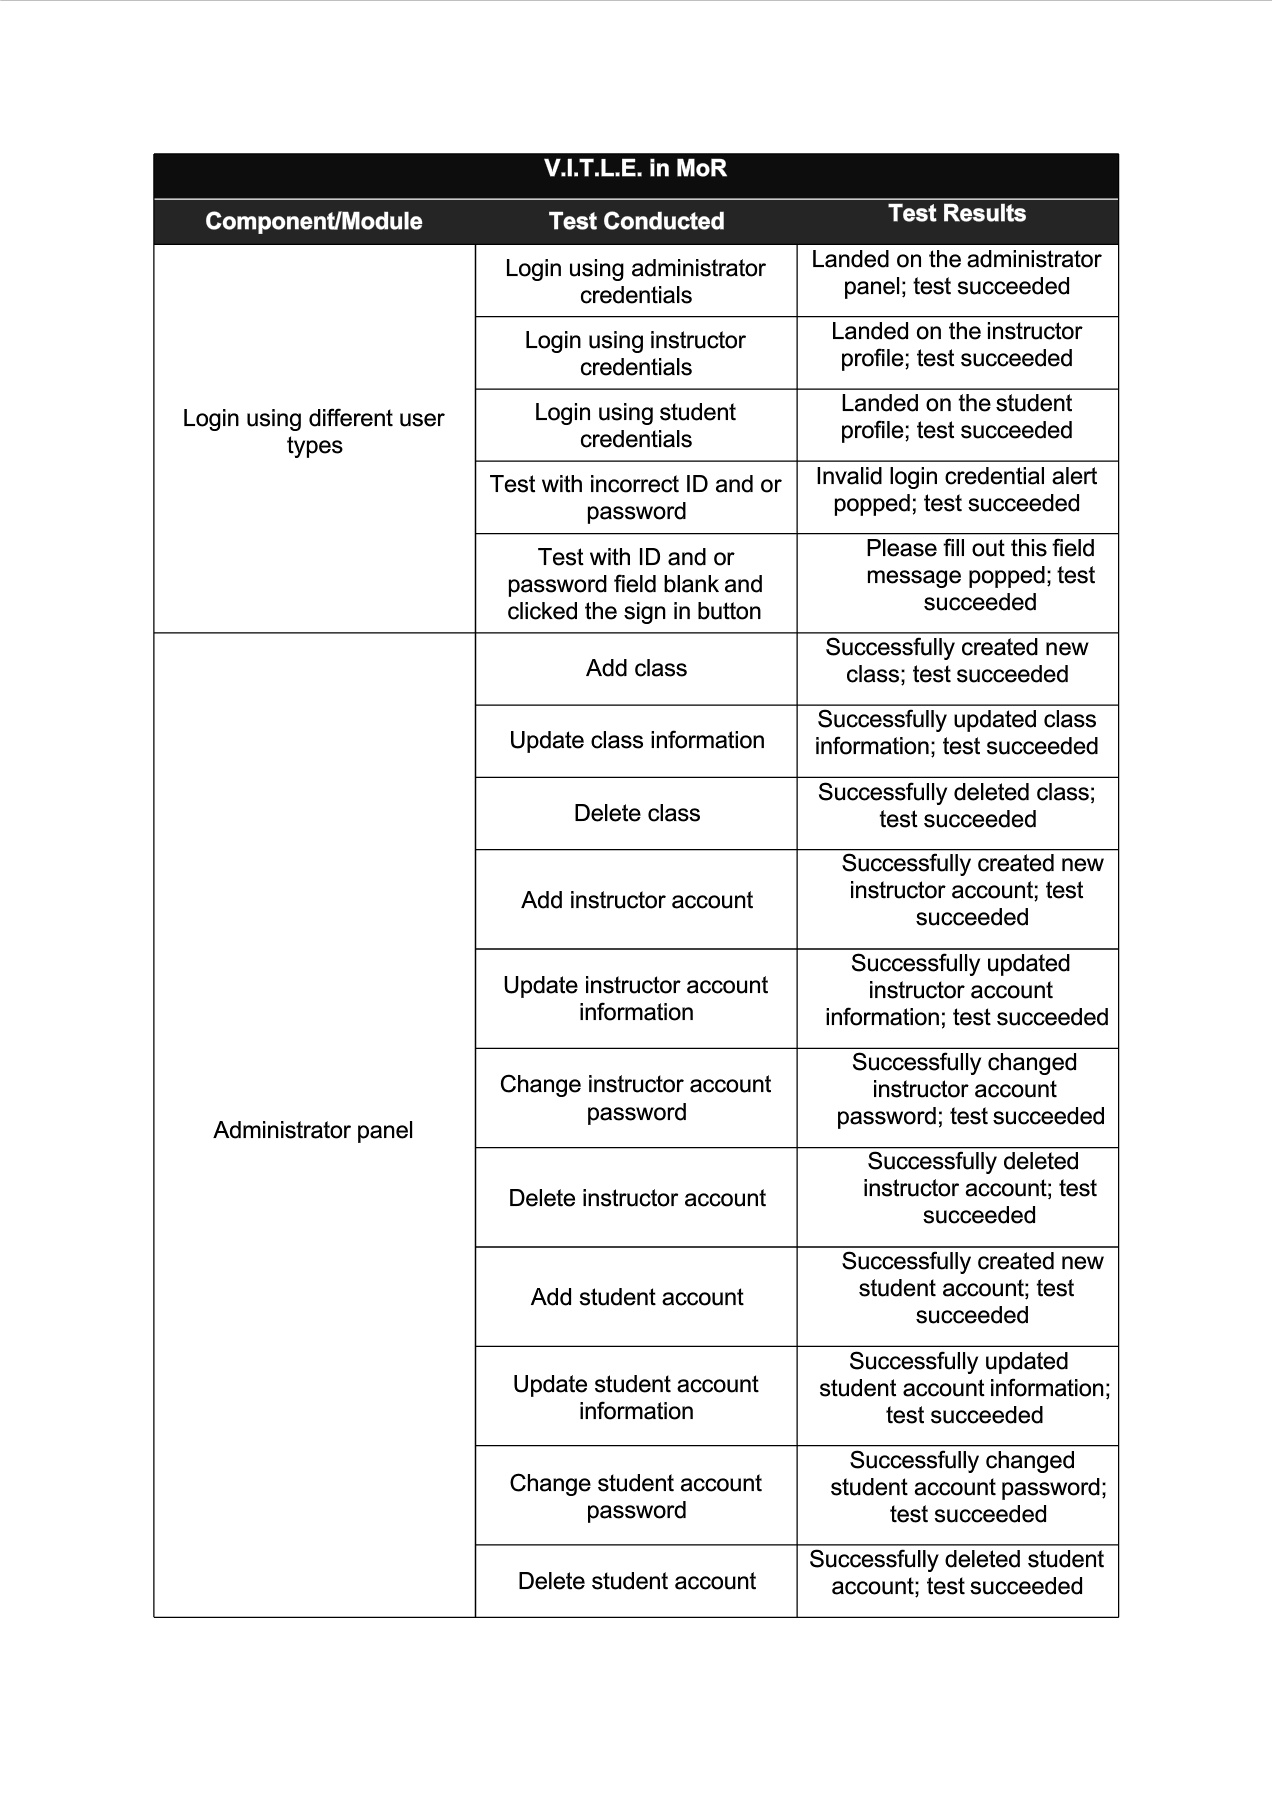 V.I.T.L.E. in MoR
Component/Module
Test Conducted
Test Results
Login using different user
types
Login using administrator
credentials
Landed on the administrator
panel; test succeeded
Login using instructor
credentials
Landed on the instructor
profile; test succeeded
Login using student
credentials
Landed on the student
profile; test succeeded
Test with incorrect ID and or
password
Invalid login credential alert
popped; test succeeded
Test with ID and or
password field blank and
clicked the sign in button
Please fill out this field
message popped; test
succeeded
Administrator panel
Add class
Successfully created new
class; test succeeded
Update class information
Successfully updated class
information; test succeeded
Delete class
Successfully deleted class;
test succeeded
Add instructor account
Successfully created new
instructor account; test
succeeded
Update instructor account
information
Successfully updated
instructor account
information; test succeeded
Change instructor account
password
Successfully changed
instructor account
password; test succeeded
Delete instructor account
Successfully deleted
instructor account; test
succeeded
Add student account
Successfully created new
student account; test
succeeded
Update student account
information
Successfully updated
student account information;
test succeeded
Change student account
password
Successfully changed
student account password;
test succeeded
Delete student account
Successfully deleted student
account; test succeeded